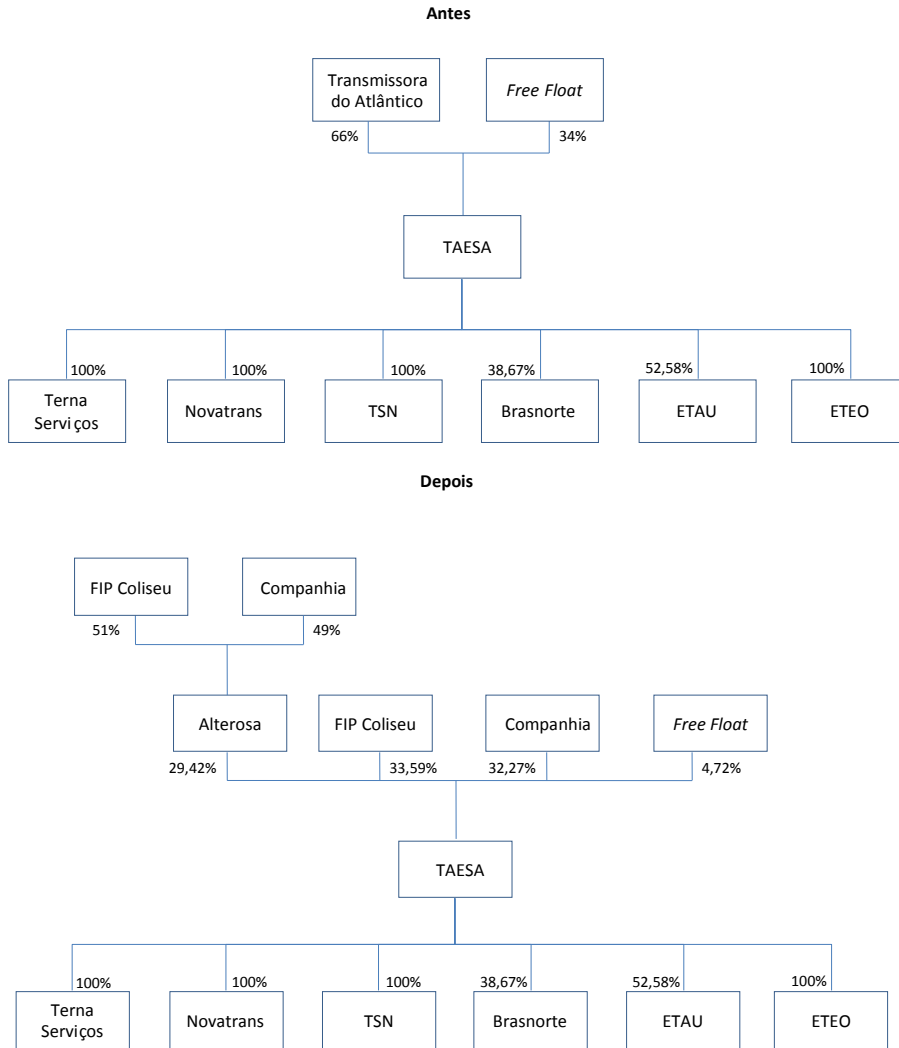 Antes
Transmissora
do Atlântico
Free Float
66%
34%
TAESA
100%
100%
100%
38,67%
52,58%
100%
Terna
Serviços
Novatrans
TSN
Brasnorte
ETAU
ETEO
Depois
FIP Coliseu
Companhia
51%
49%
Alterosa
FIP Coliseu
Companhia
Free Float
29,42%
33,59%
32,27%
4,72%
TAESA
100%
100%
100%
38,67%
52,58%
100%
Terna
Serviços
Novatrans
TSN
Brasnorte
ETAU
ETEO